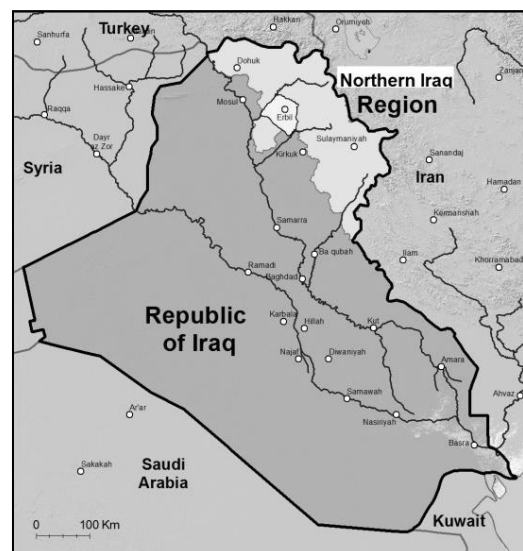 Hakkari
Orumiyeh
Turkey
Sanliurfa
Zanjan
Dohuk
Northern Iraq
Region
Hassake
Mosul
Raqqa
Erbil
Sulaymaniyah
Kirkuk
Dayr
az Zor
Sanandaj
Syria
Iran
Hamadan
Kermanshah
Samarra
Ba qubah
Ilam
Khorramabad
Ramadi
Baghdad
Republic
of Iraq
Karbala
Hillah
Kut
Najaf
Diwaniyah
Amara
Samawah
Ahvaz
Nasiriyah
Ar'ar
Basra
Saudi
Arabia
Sakakah
Kuwait
0
100 Km